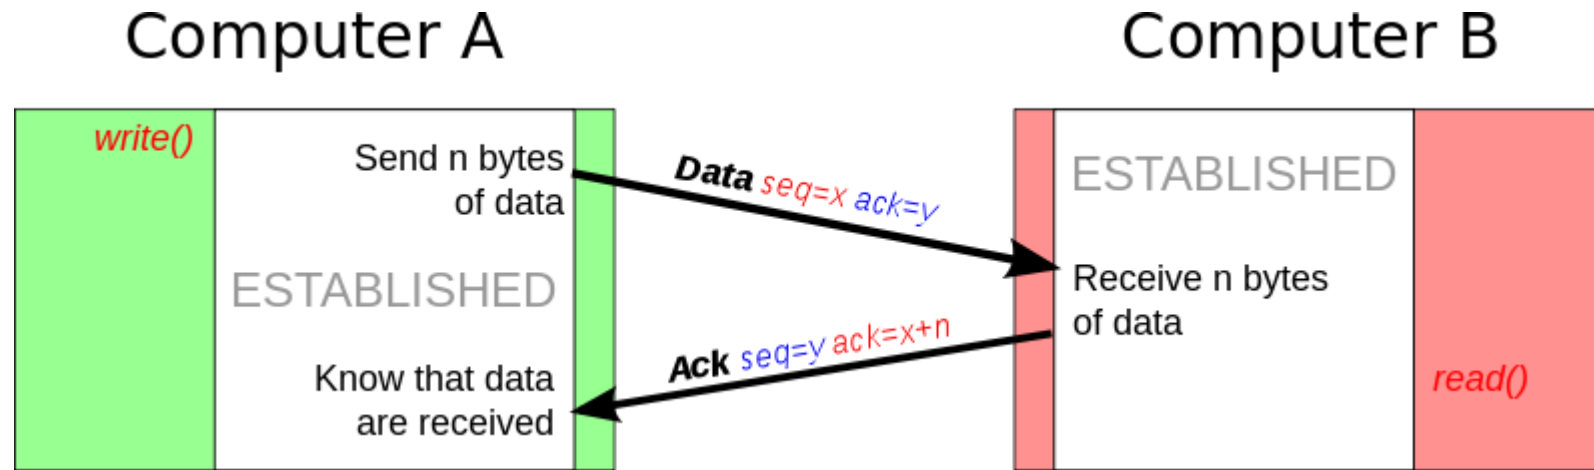 Computer A
Computer B
write()
Send n bytes
of data
ESTABLISHED
Know that data
are received
Data seq=x ack=y
Ack seq=y ack=x+n
ESTABLISHED
Receive n bytes
of data
read()